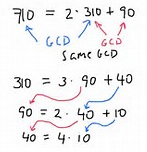 710 = 2 · 310 + 90
GCD GCD
same GCD
310 = 3 · 90 + 40
90 = 2 · 40 + 10
40 = 4 · 10